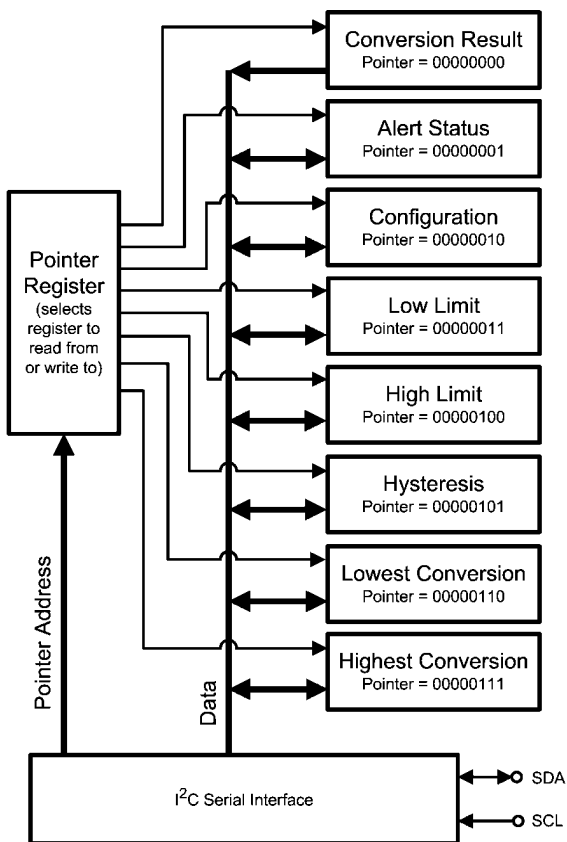 Conversion Result
Pointer = 00000000
Alert Status
Pointer = 00000001
Configuration
Pointer = 00000010
Low Limit
Pointer = 00000011
High Limit
Pointer = 00000100
Hysteresis
Pointer = 00000101
Lowest Conversion
Pointer = 00000110
Highest Conversion
Pointer = 00000111
Pointer
Register
(selects
register to
read from
or write to)
Pointer Address
Data
I²C Serial Interface
SDA
SCL